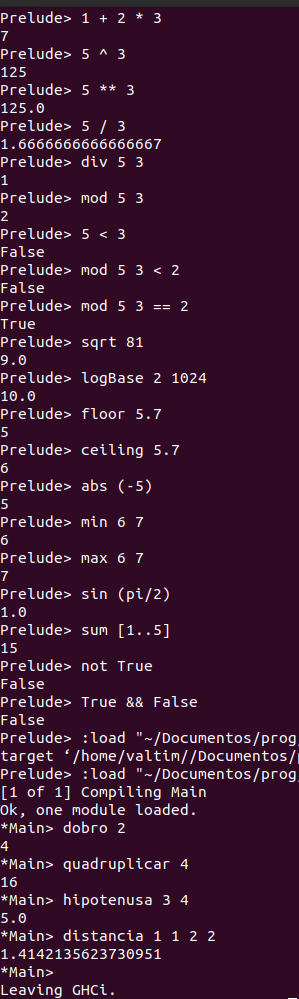 Prelude> 1 + 2 * 3
7
Prelude> 5 ^ 3
125
Prelude> 5 ** 3
125.0
Prelude> 5 / 3
1.6666666666666667
Prelude> div 5 3
1
Prelude> mod 5 3
2
Prelude> 5 < 3
False
Prelude> mod 5 3 < 2
False
Prelude> mod 5 3 == 2
True
Prelude> sqrt 81
9.0
Prelude> logBase 2 1024
10.0
Prelude> floor 5.7
5
Prelude> ceiling 5.7
6
Prelude> abs (-5)
5
Prelude> min 6 7
6
Prelude> max 6 7
7
Prelude> sin (pi/2)
1.0
Prelude> sum [1..5]
15
Prelude> not True
False
Prelude> True && False
False
Prelude> :load "~/Documentos/prog
target ‘/home/valtim//Documentos/p
Prelude> :load "~/Documentos/prog
[1 of 1] Compiling Main
Ok, one module loaded.
*Main> dobro 2
4
*Main> quadruplicar 4
16
*Main> hipotenusa 3 4
5.0
*Main> distancia 1 1 2 2
1.4142135623730951
*Main>
Leaving GHCi.